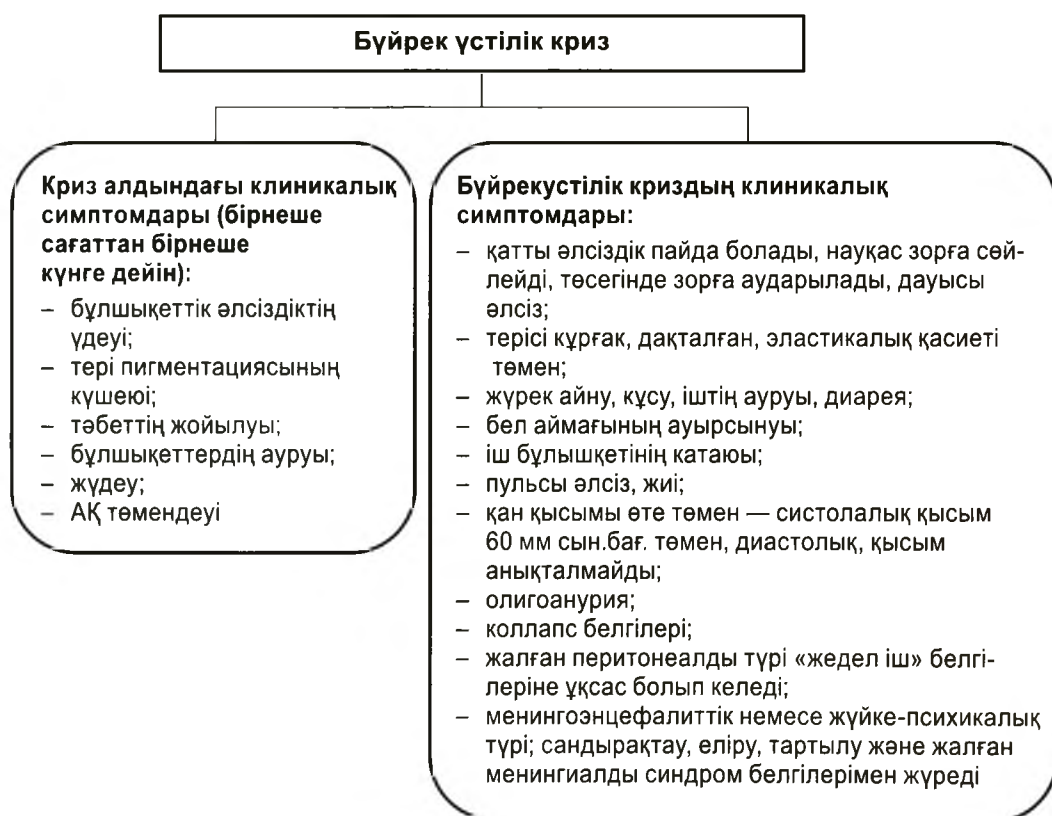 Бүйрек үстілік криз
Криз алдындағы клиникалық
симптомдары (бірнеше
сағаттан бірнеше
күнге дейін):
– бұлшықеттік әлсіздіктің
үдеуі;
– тері пигментациясының
күшеюі;
– тәбеттің жойылуы;
– бұлшықеттердің ауруы;
– жүдеу;
– АҚ төмендеуі
Бүйрекустілік криздың клиникалық
симптомдары:
– қатты әлсіздік пайда болады, науқас зорға сөй-
лейді, төсегінде зорға аударылады, дауысы
әлсіз;
– терісі кұрғак, дақталған, эластикалық қасиеті
төмен;
– жүрек айну, кұсу, іштің ауруы, диарея;
– бел аймағының ауырсынуы;
– іш бұлышқетінің катаюы;
– пульсы әлсіз, жиі;
– қан қысымы өте төмен — систолалық қысым
60 мм сын.бағ. төмен, диастолық, қысым
анықталмайды;
– олигоанурия;
– коллапс белгілері;
– жалған перитонеалды түрі «жедел іш» белгі-
леріне ұқсас болып келеді;
– менингоэнцефалиттік немесе жүйке-психикалық
түрі; сандырақтау, еліру, тартылу және жалған
менингиалды синдром белгілерімен жүреді